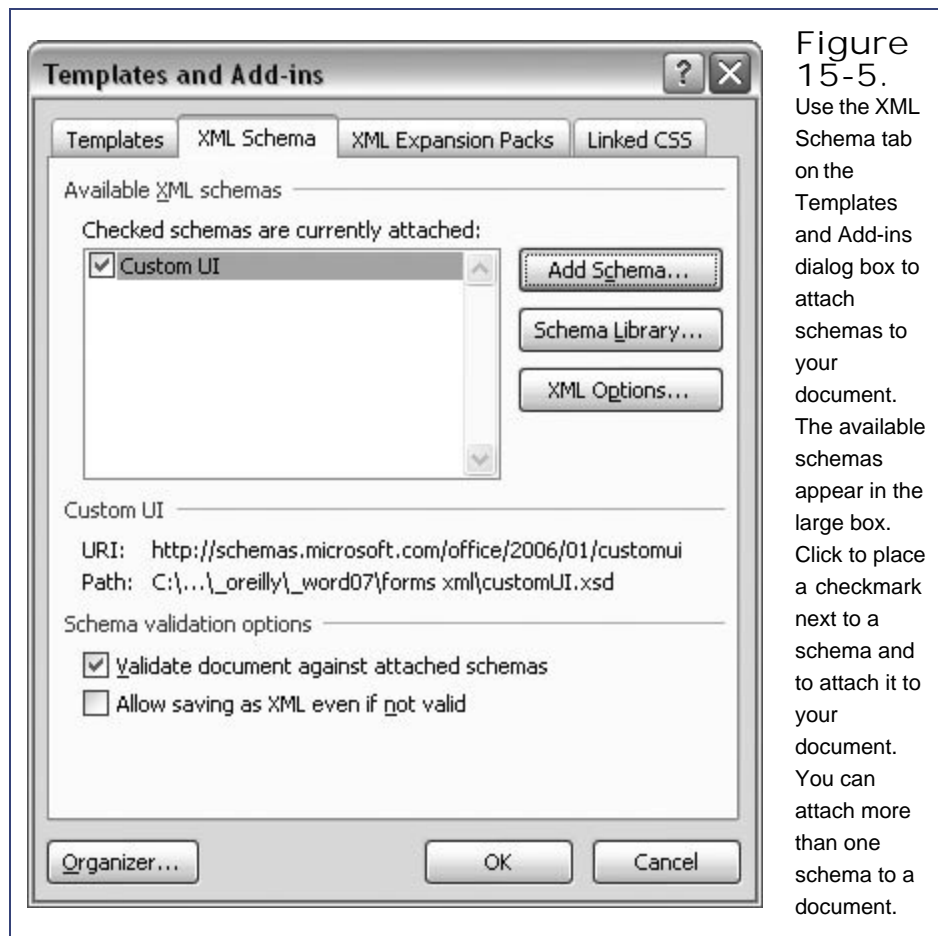 Templates and Add-ins
Templates
XML Schema
XML Expansion Packs
Linked CSS
Available XML schemas
Checked schemas are currently attached:
Custom UI
Add Schema...
Schema Library...
XML Options...
Custom UI
URI: http://schemas.microsoft.com/office/2006/01/customui
Path: C:\...\_oreilly\_word07\forms xml\customUI.xsd
Schema validation options
Validate document against attached schemas
Allow saving as XML even if not valid
Organizer...
OK
Cancel
Figure
15-5.
Use the XML
Schema tab
on the
Templates
and Add-ins
dialog box to
attach
schemas to
your
document.
The available
schemas
appear in the
large box.
Click to place
a checkmark
next to a
schema and
to attach it to
your
document.
You can
attach more
than one
schema to a
document.